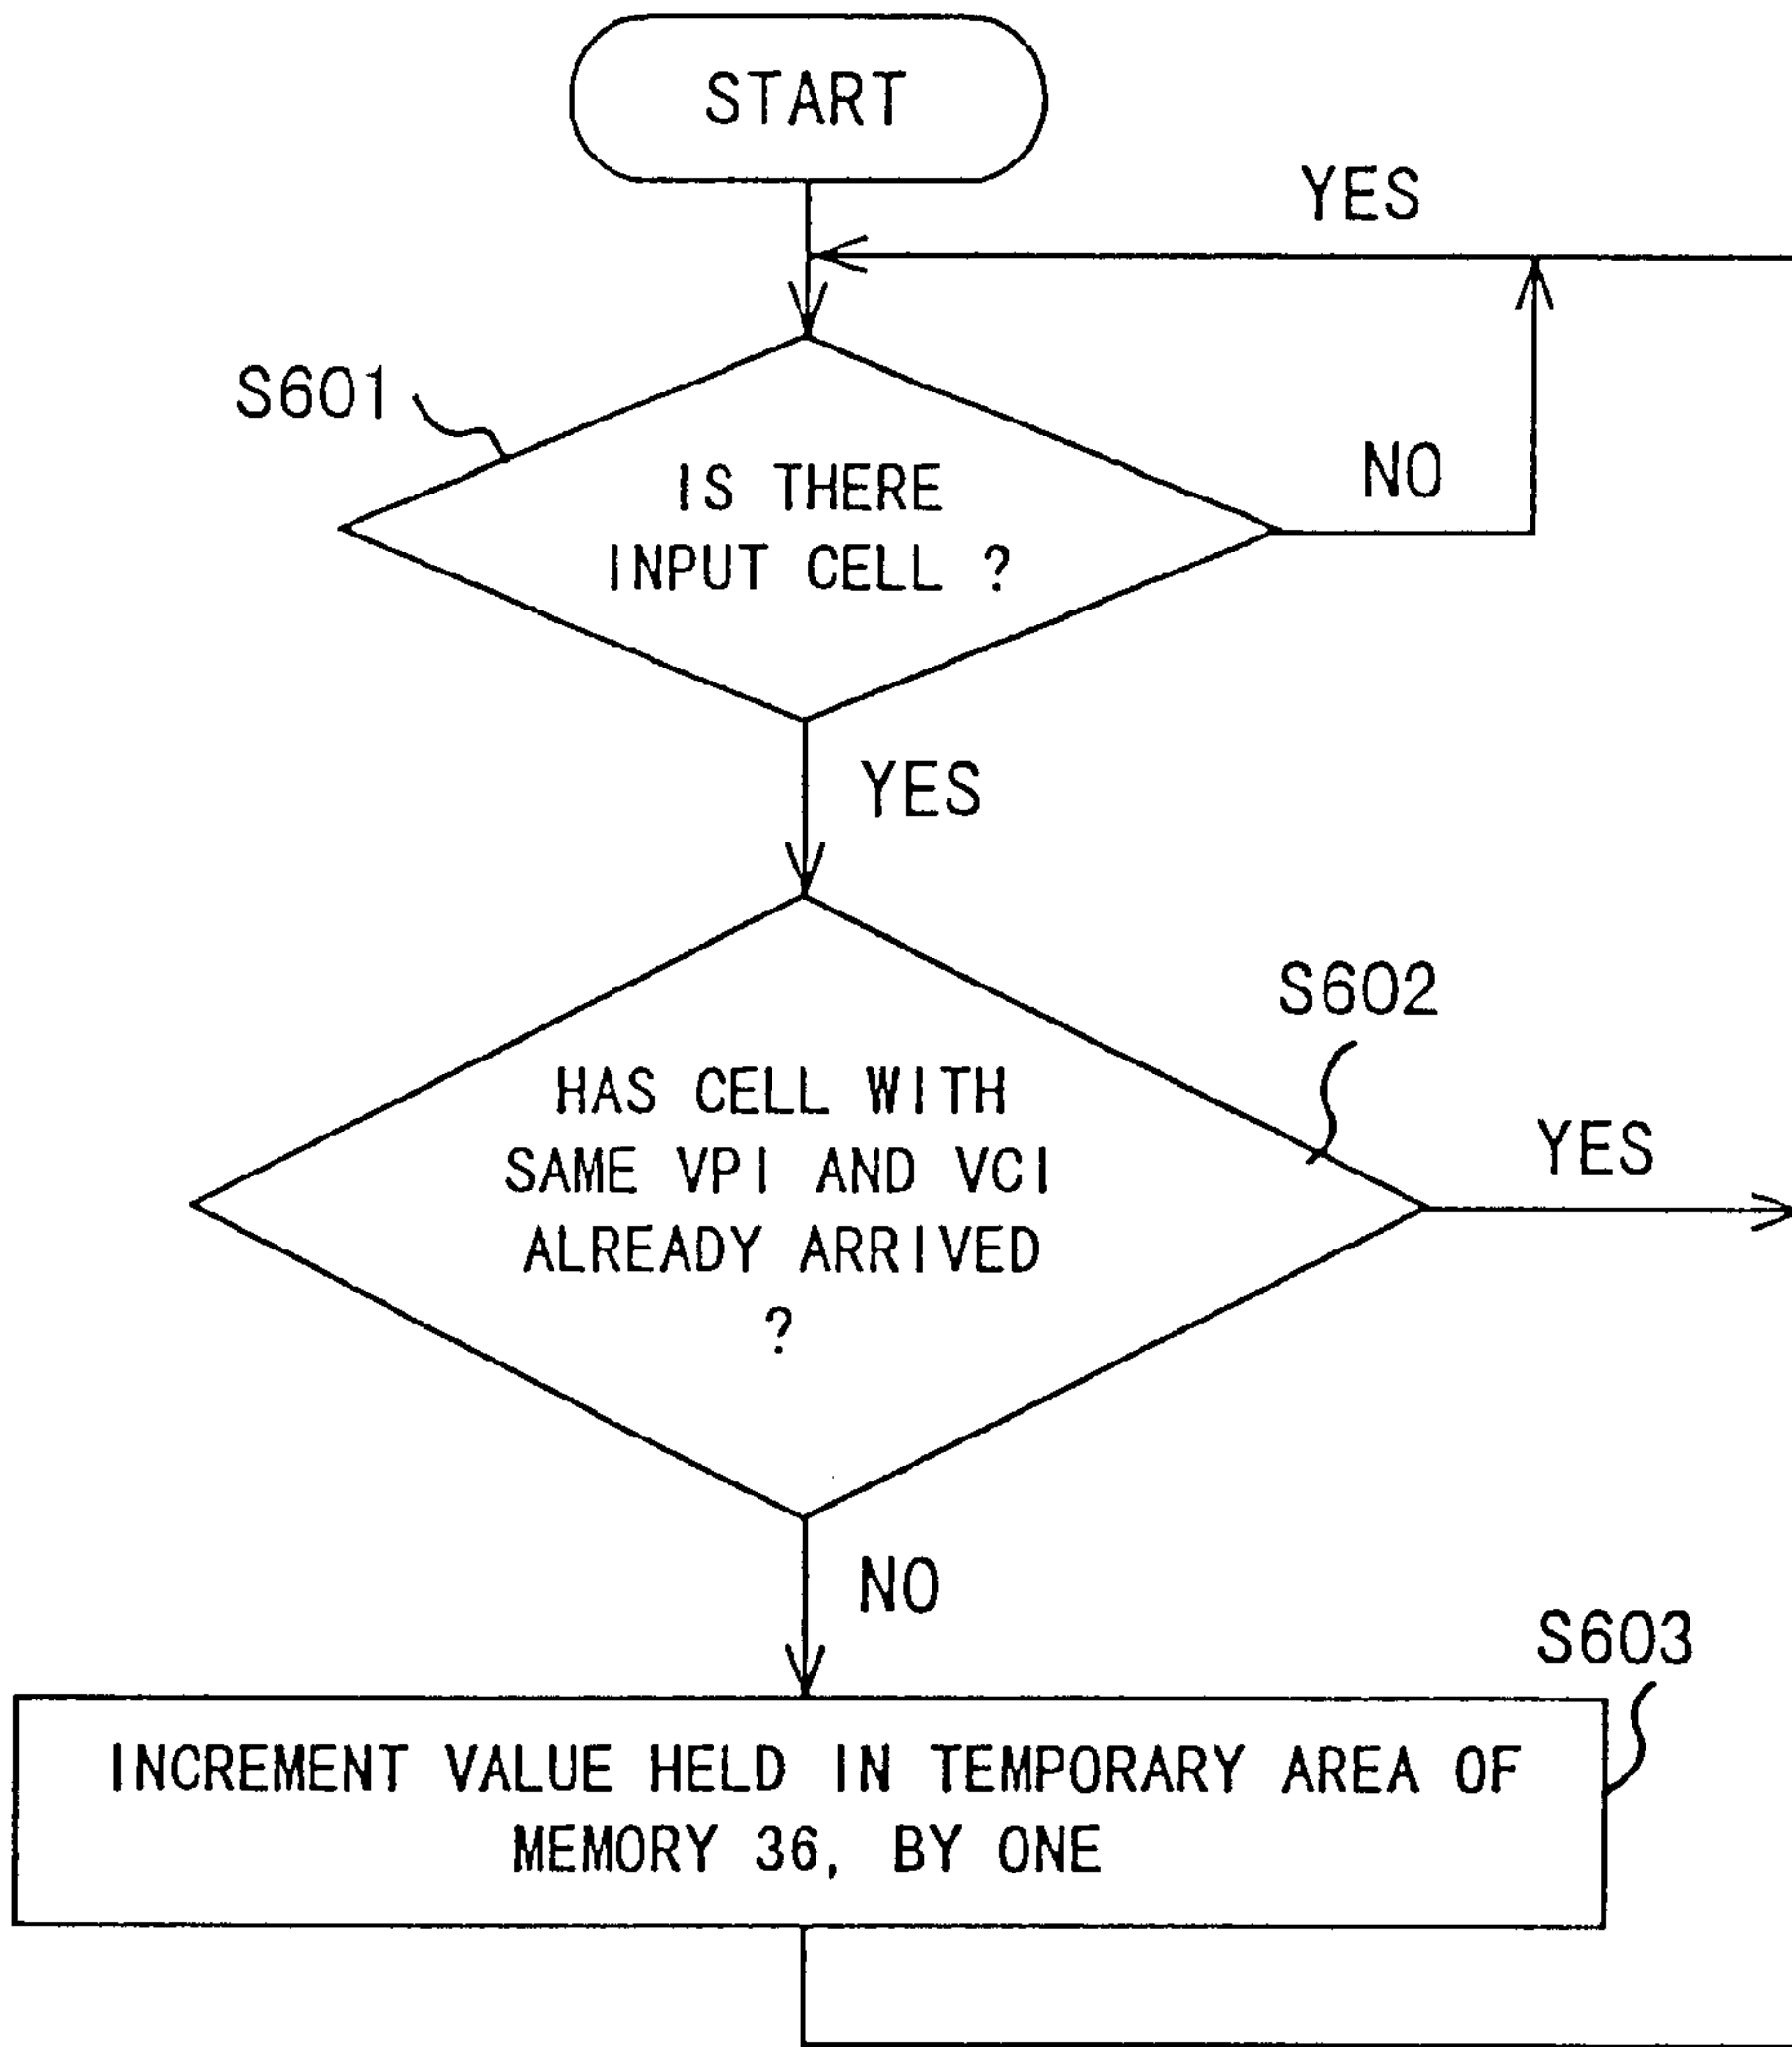 START
YES
S601
IS THERE
INPUT CELL ?
NO
YES
S602
HAS CELL WITH
SAME VPI AND VCI
ALREADY ARRIVED
?
YES
NO
S603
INCREMENT VALUE HELD IN TEMPORARY AREA OF
MEMORY 36, BY ONE